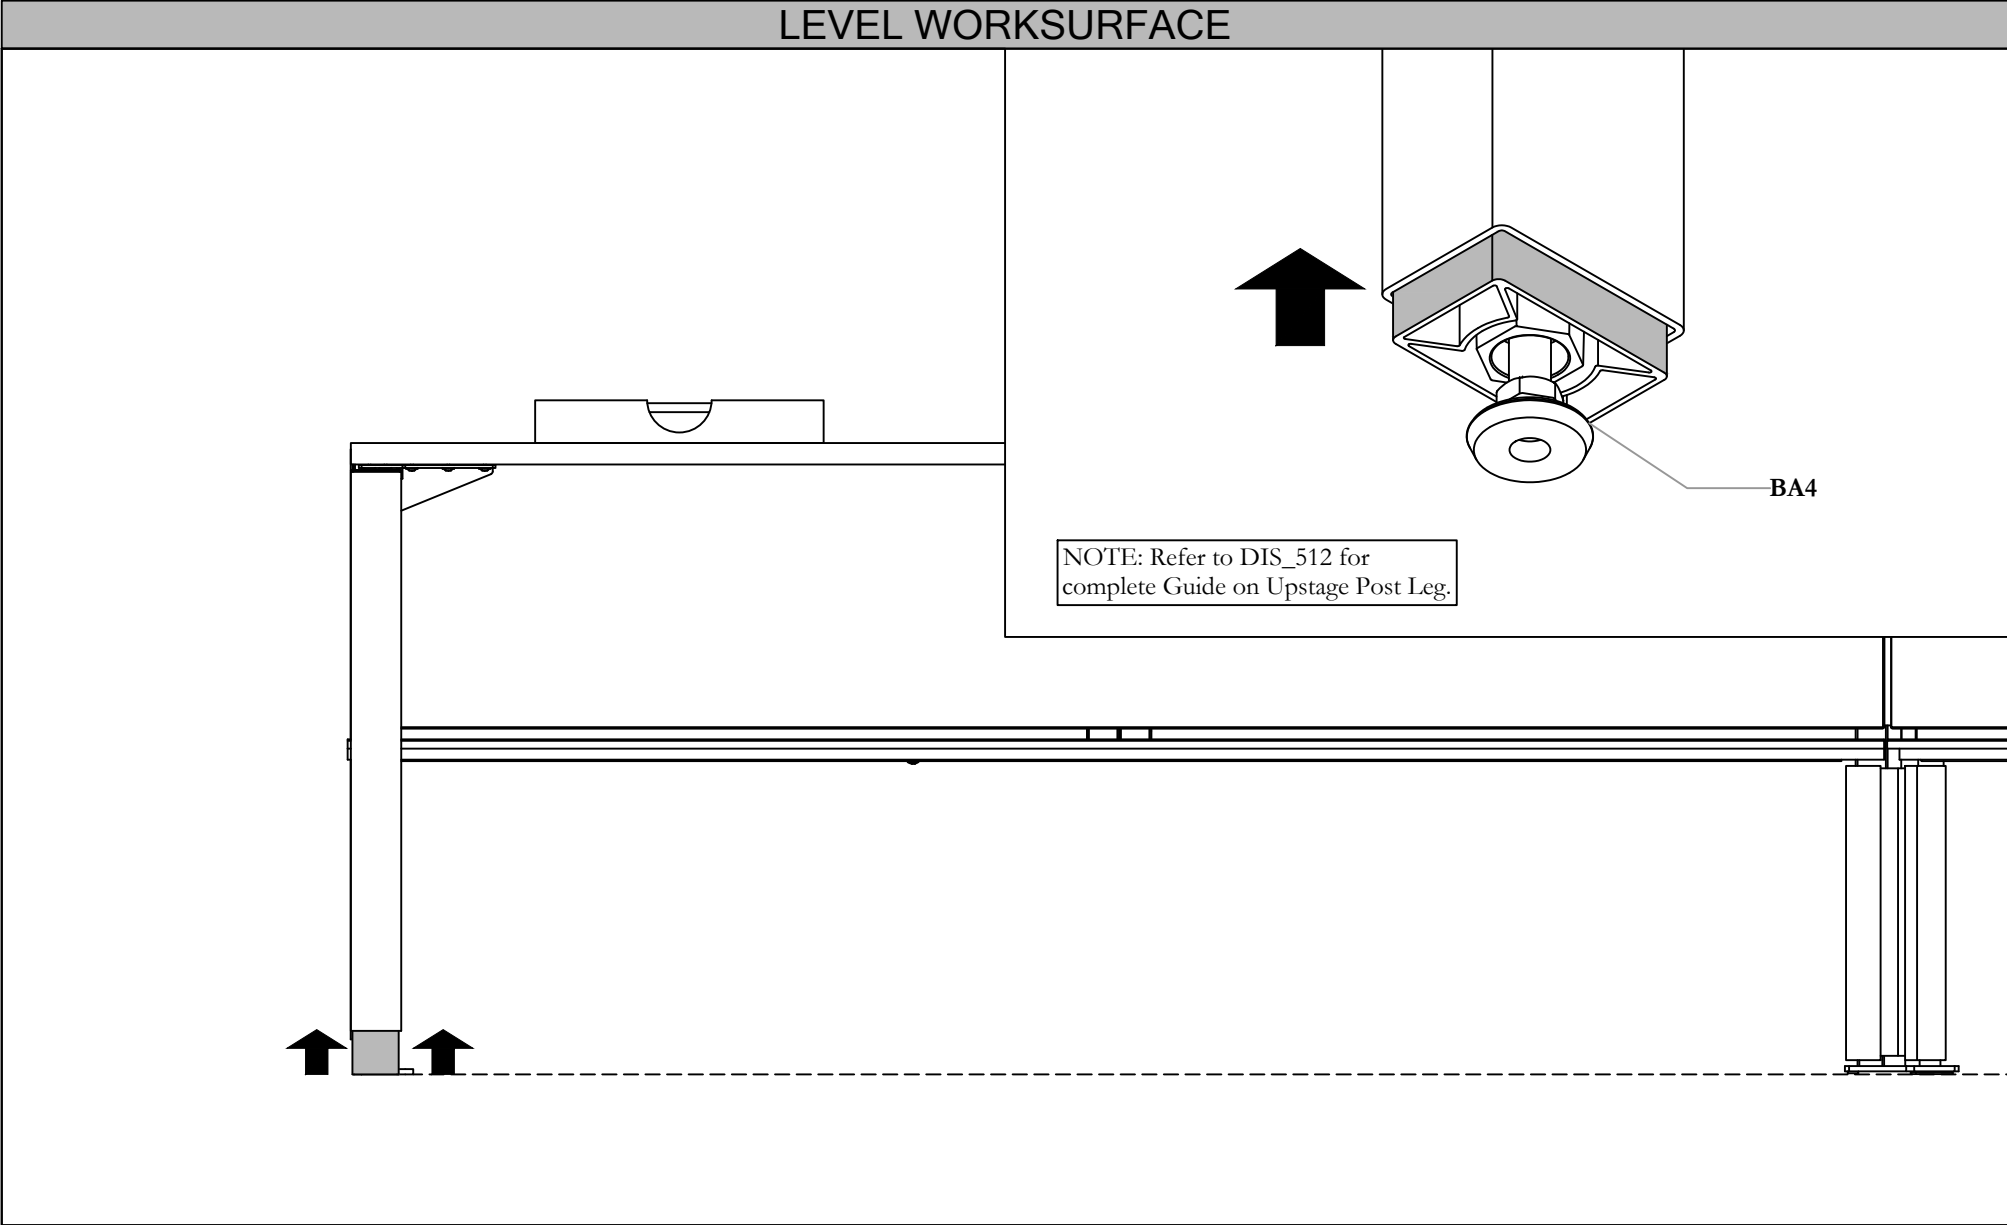 LEVEL WORKSURFACE
BA4
NOTE: Refer to DIS_512 for
complete Guide on Upstage Post Leg.